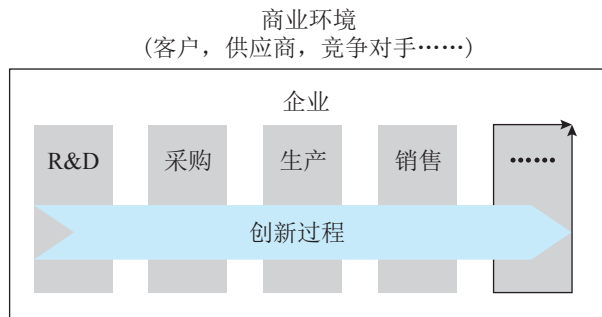 商业环境
(客户，供应商，竞争对手……)
企业
R&D
采购
生产
销售
……
创新过程